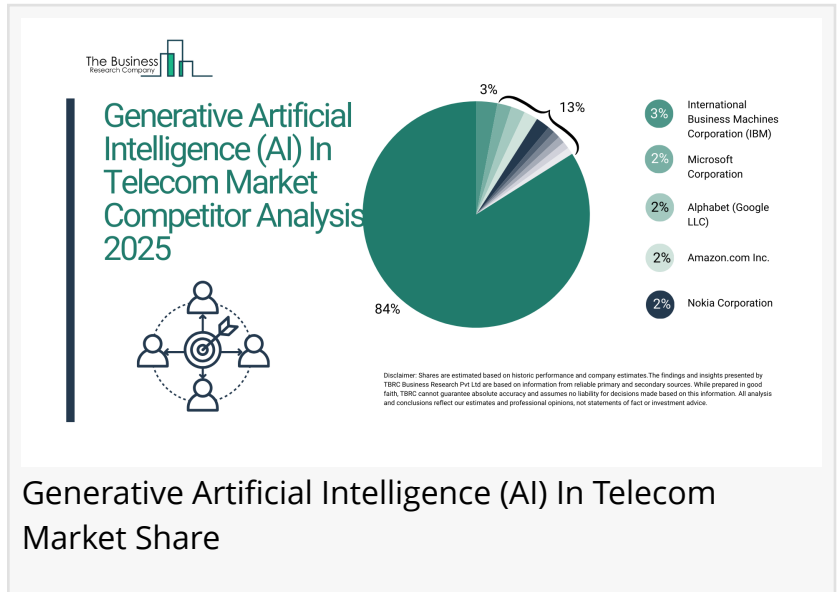 The Business
Research Company
Generative Artificial
Intelligence (AI) In
Telecom Market
Competitor Analysis
2025
3%
13%
84%
3%
International
Business Machines
Corporation (IBM)
2%
Microsoft
Corporation
2%
Alphabet (Google
LLC)
2%
Amazon.com Inc.
2%
Nokia Corporation
Disclaimer: Shares are estimated based on historic performance and company estimates.The findings and insights presented by
TBRC Business Research Pvt Ltd are based on information from reliable primary and secondary sources. While prepared in good
faith, TBRC cannot guarantee absolute accuracy and assumes no liability for decisions made based on this information. All analysis
and conclusions reflect our estimates and professional opinions, not statements of fact or investment advice.
Generative Artificial Intelligence (AI) In Telecom
Market Share